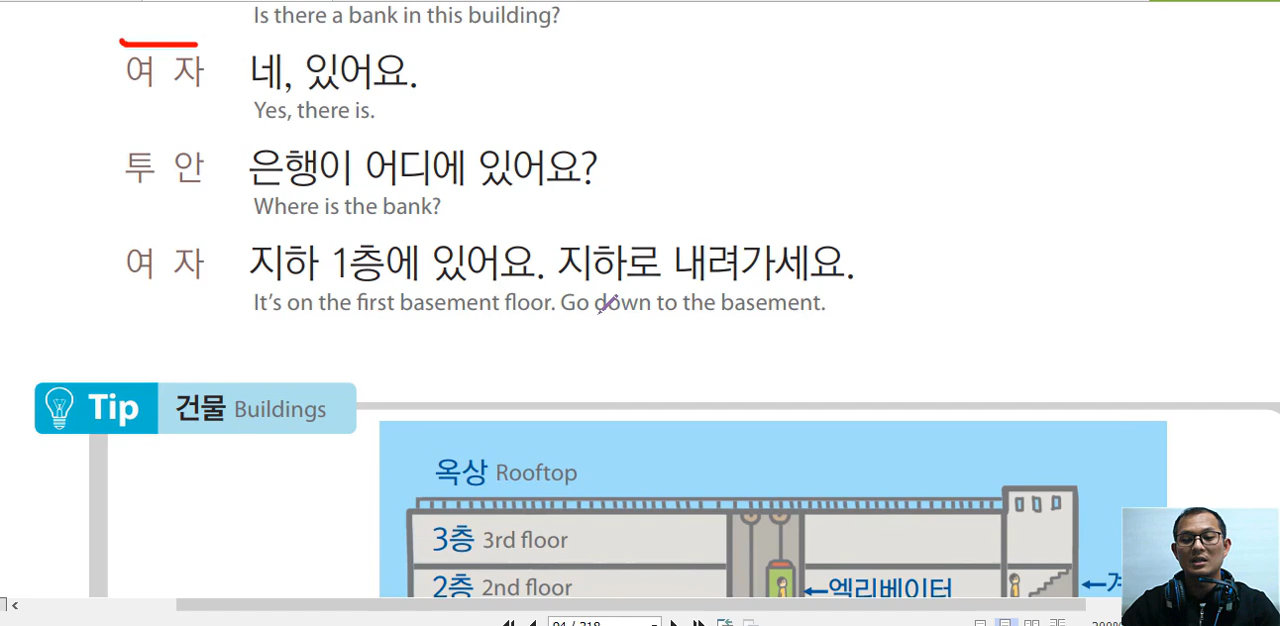 Is there a bank in this building?
여 자 네, 있어요.
Yes, there is.
투 안 은행이 어디에 있어요?
Where is the bank?
여 자 지하 1층에 있어요. 지하로 내려가세요.
It's on the first basement floor. Go down to the basement.
Tip 건물 Buildings
옥상 Rooftop
3층 3rd floor
2층 2nd floor
←엘리베이터